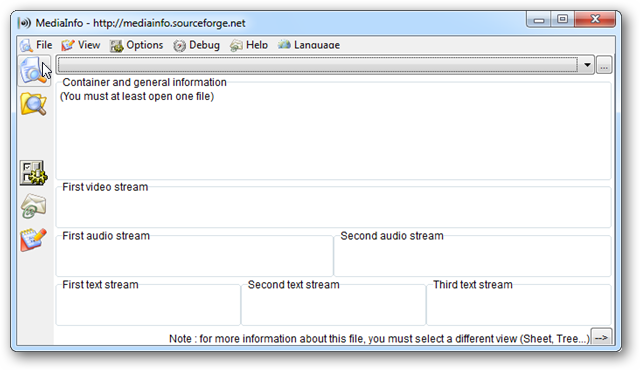 MediaInfo - http://mediainfo.sourceforge.net
File View Options Debug Help Language
...
Container and general information
(You must at least open one file)
First video stream
First audio stream Second audio stream
First text stream Second text stream Third text stream
Note : for more information about this file, you must select a different view (Sheet, Tree...) -->